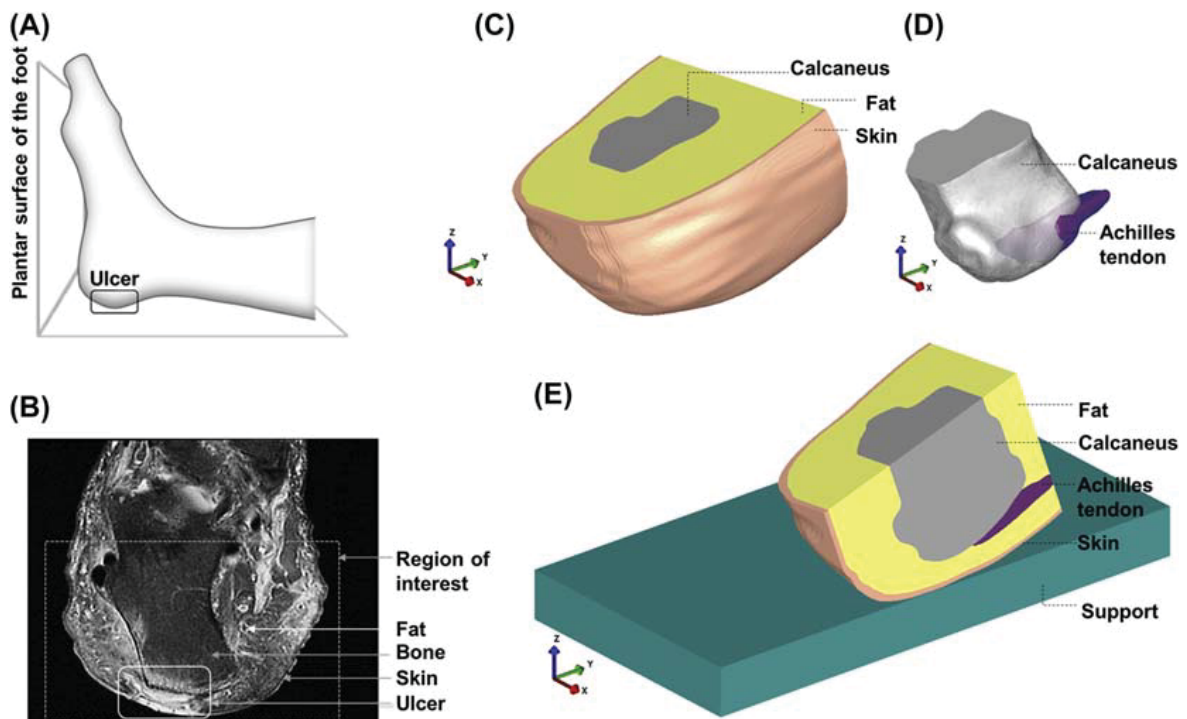 (A)
Plantar surface of the foot
Ulcer
(B)
Region of
interest
Fat
Bone
Skin
Ulcer
(C)
Calcaneus
Fat
Skin
Z
Y
X
(D)
Calcaneus
Achilles
tendon
Z
Y
X
(E)
Fat
Calcaneus
Achilles
tendon
Skin
Support
Z
Y
X